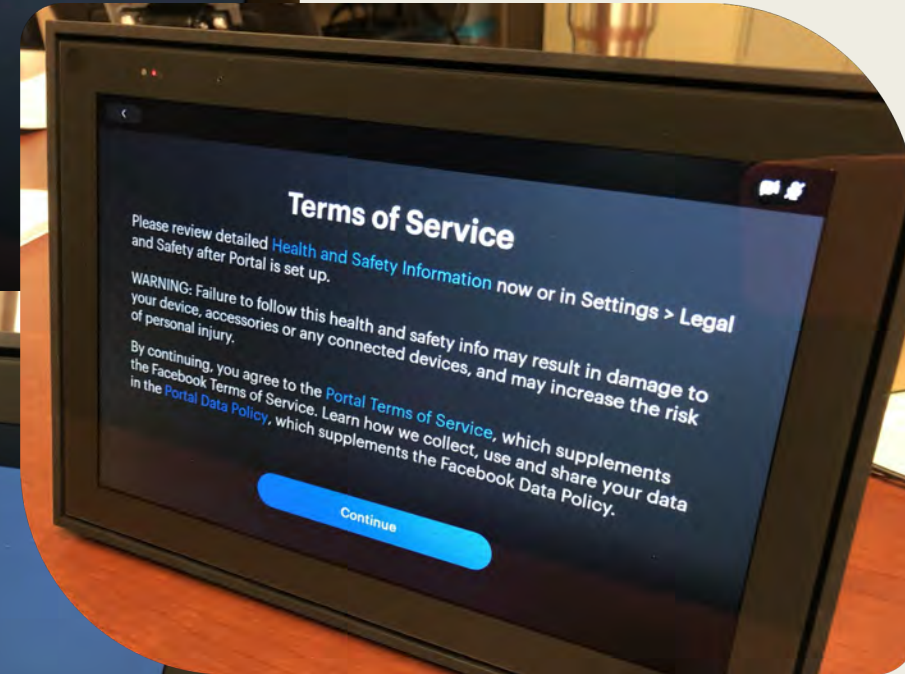 Terms of Service
Please review detailed Health and Safety Information now or in Settings > Legal
and Safety after Portal is set up.
WARNING: Failure to follow this health and safety info may result in damage to
your device, accessories or any connected devices, and may increase the risk
of personal injury.
By continuing, you agree to the Portal Terms of Service, which supplements
the Facebook Terms of Service. Learn how we collect, use and share your data
in the Portal Data Policy, which supplements the Facebook Data Policy.
Continue